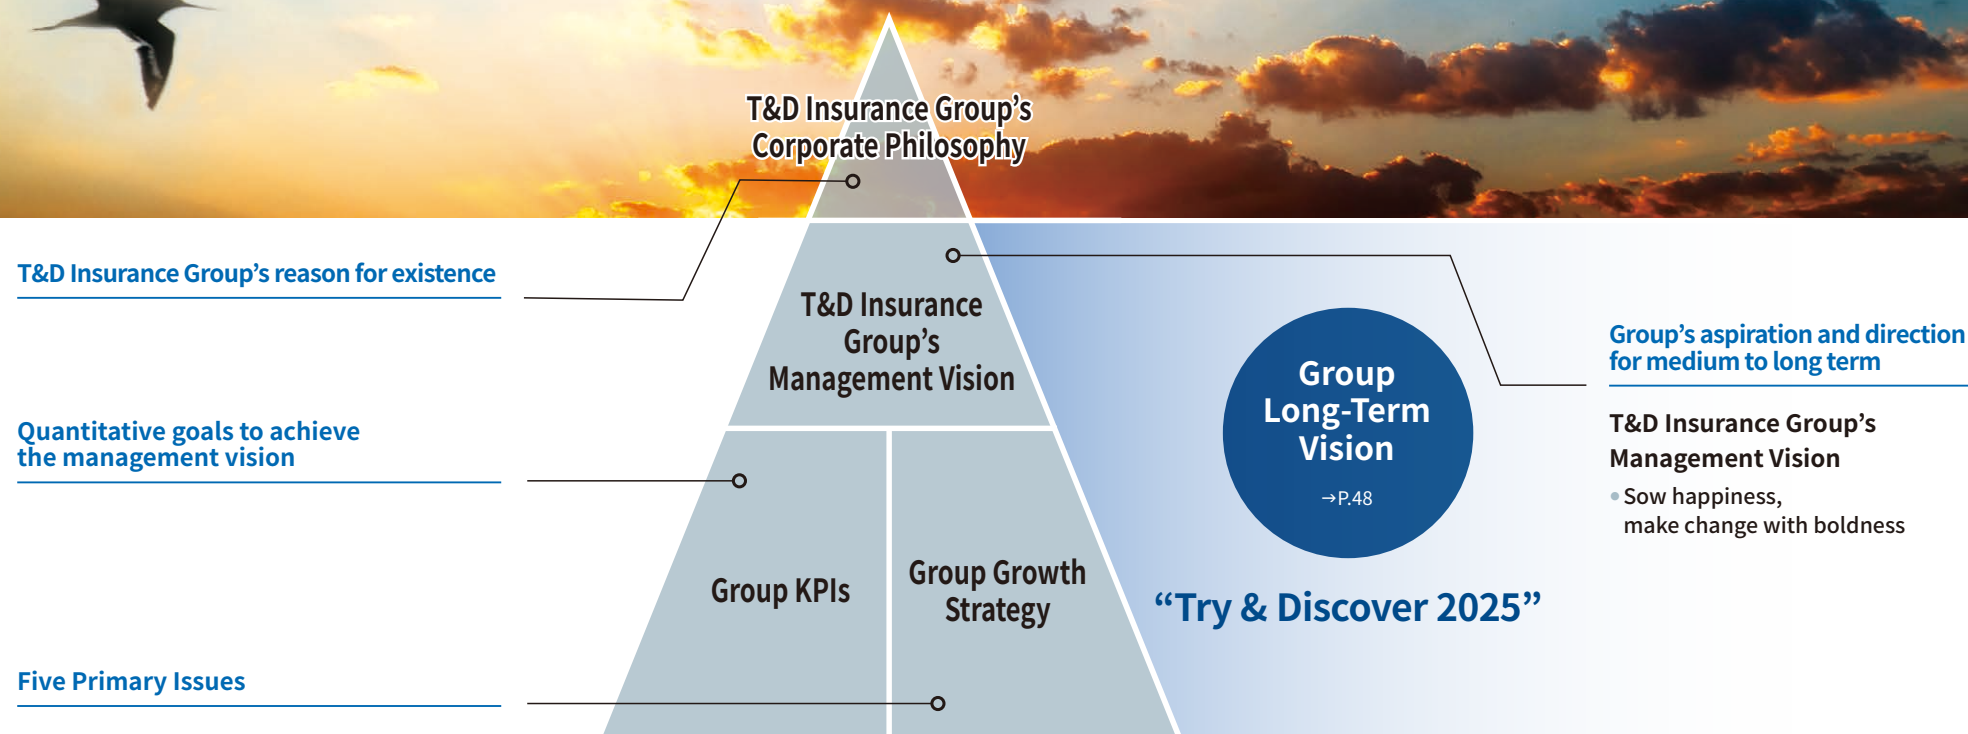 T&D Insurance Group’s
Corporate Philosophy
T&D Insurance Group’s reason for existence
T&D Insurance
Group’s
Management Vision
Quantitative goals to achieve
the management vision
Group KPIs
Group Growth
Strategy
Five Primary Issues
Group
Long-Term
Vision
→P.48
“Try & Discover 2025”
Group’s aspiration and direction
for medium to long term
T&D Insurance Group’s
Management Vision
• Sow happiness,
make change with boldness